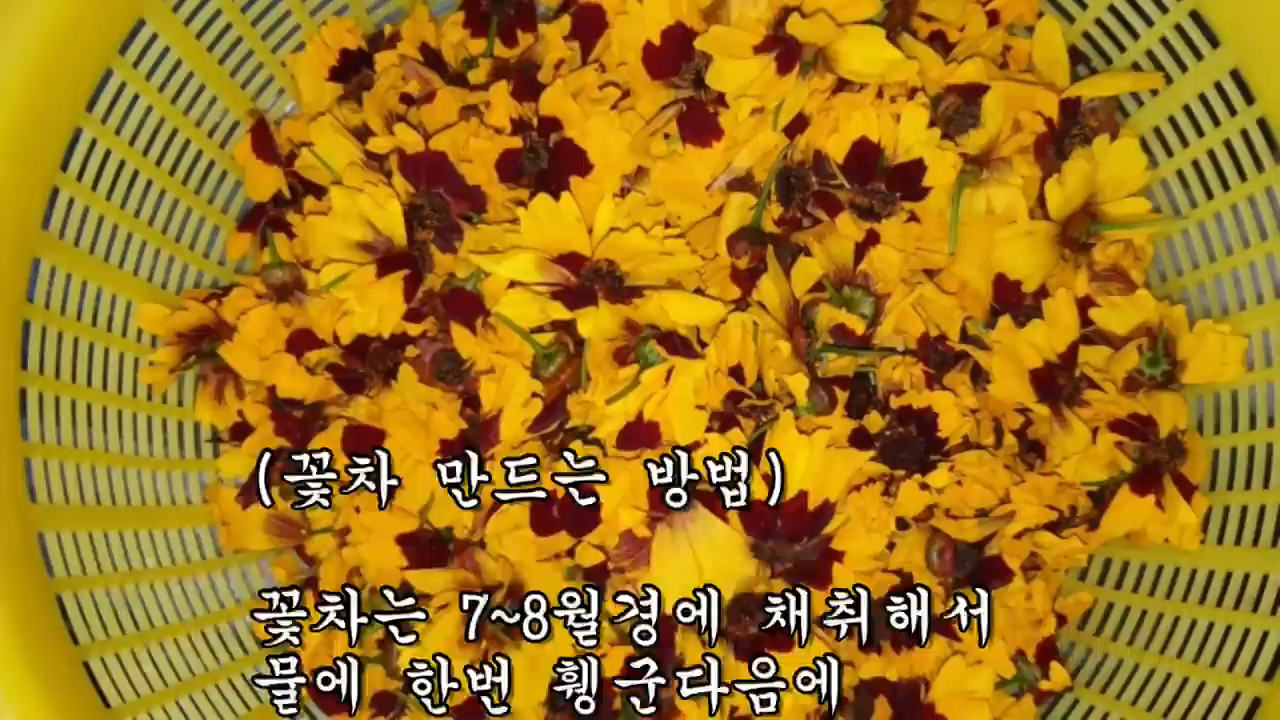 (꽃차 만드는 방법)
꽃차는 7~8월경에 채취해서
물에 한번 휑군다음에